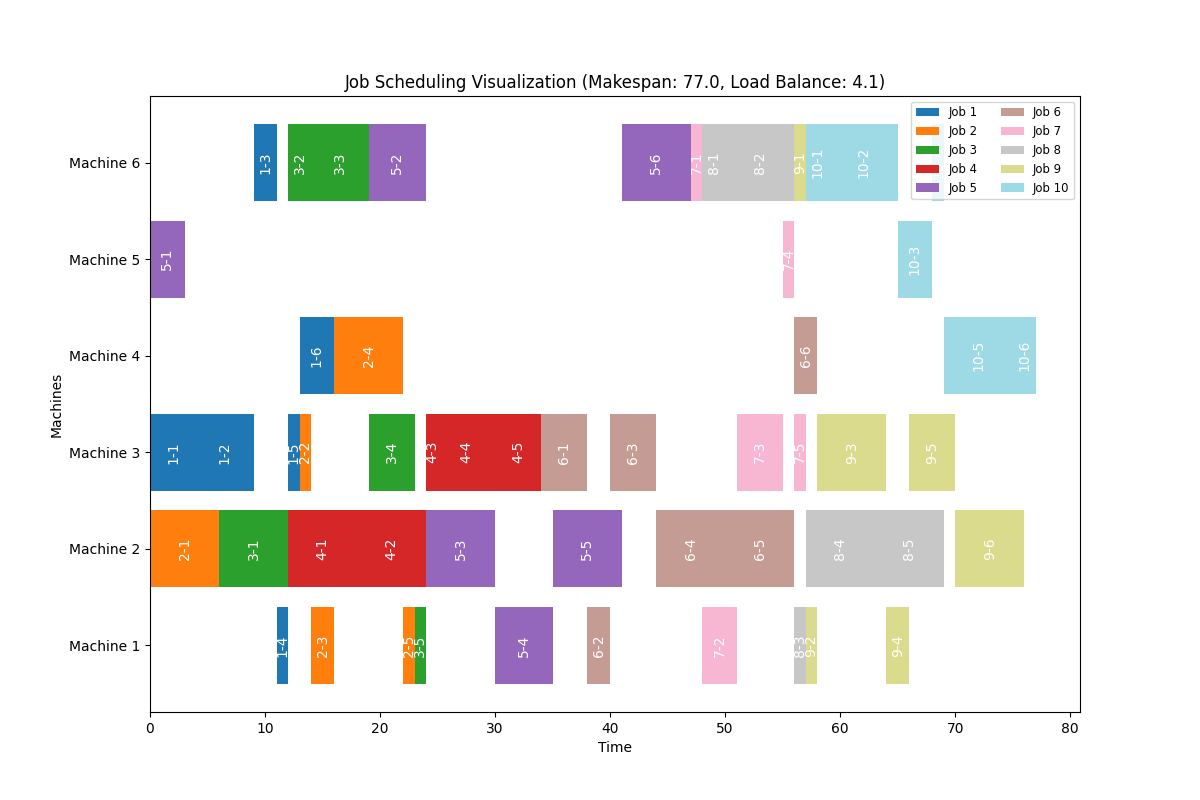 Job Scheduling Visualization (Makespan: 77.0, Load Balance: 4.1)
Job 1
Job 2
Job 3
Job 4
Job 5
Job 6
Job 7
Job 8
Job 9
Job 10
Machines
Machine 6
1-3
3-2
3-3
5-2
5-6
7-1
8-1
8-2
9-1
10-1
10-2
Machine 5
5-1
7-4
10-3
Machine 4
1-6
2-4
6-6
10-5
10-6
Machine 3
1-1
1-2
1-5
2-2
3-4
4-3
4-4
4-5
6-1
6-3
7-3
7-5
9-3
9-5
Machine 2
2-1
3-1
4-1
4-2
5-3
5-5
6-4
6-5
8-4
8-5
9-6
Machine 1
1-4
2-3
2-5
3-5
5-4
6-2
7-2
8-3
9-2
9-4
0 10 20 30 40 50 60 70 80
Time